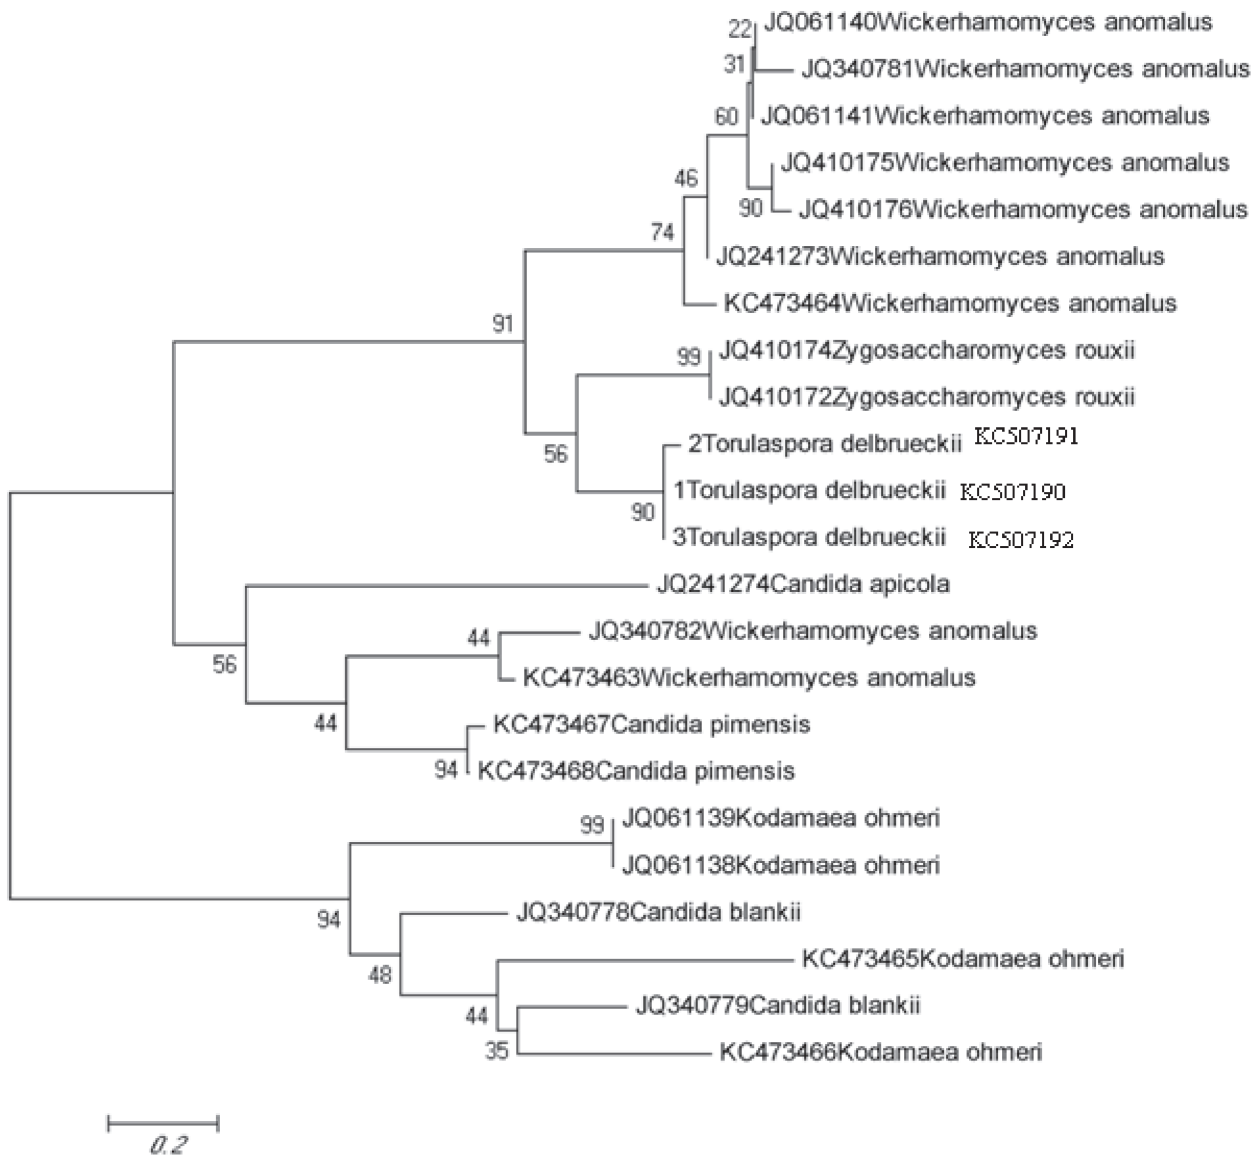 22
JQ061140Wickerhamomyces anomalus
31
JQ340781Wickerhamomyces anomalus
60
JQ061141Wickerhamomyces anomalus
JQ410175Wickerhamomyces anomalus
46
90
JQ410176Wickerhamomyces anomalus
74
JQ241273Wickerhamomyces anomalus
KC473464Wickerhamomyces anomalus
91
99
JQ410174Zygosaccharomyces rouxii
JQ410172Zygosaccharomyces rouxii
56
2Torulaspora delbrueckii KC507191
1Torulaspora delbrueckii KC507190
90
3Torulaspora delbrueckii KC507192
JQ241274Candida apicola
44
JQ340782Wickerhamomyces anomalus
56
KC473463Wickerhamomyces anomalus
44
KC473467Candida pimensis
94
KC473468Candida pimensis
99
JQ061139Kodamaea ohmeri
JQ061138Kodamaea ohmeri
94
JQ340778Candida blankii
48
KC473465Kodamaea ohmeri
44
JQ340779Candida blankii
35
KC473466Kodamaea ohmeri
0.2